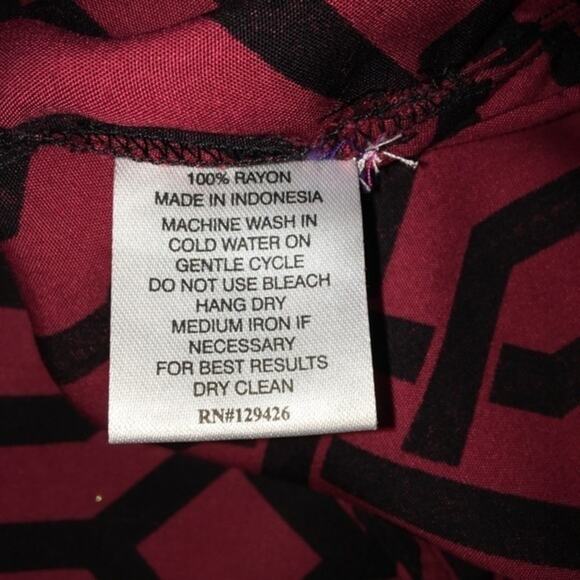 100% RAYON
MADE IN INDONESIA
MACHINE WASH IN
COLD WATER ON
GENTLE CYCLE
DO NOT USE BLEACH
HANG DRY
MEDIUM IRON IF
NECESSARY
FOR BEST RESULTS
DRY CLEAN
RN#129426